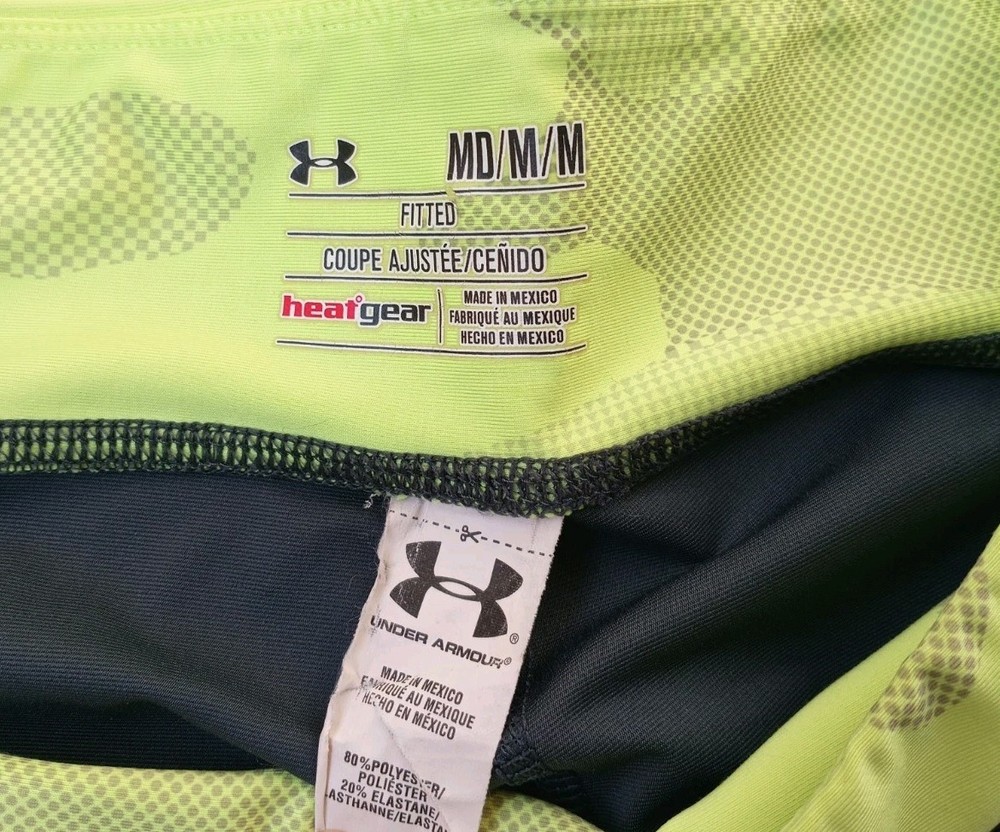 MD/M/M
FITTED
COUPE AJUSTÉE/CEÑIDO
heatgear
MADE IN MEXICO
FABRIQUÉ AU MEXIQUE
HECHO EN MEXICO
UNDER ARMOUR®
MADE IN MEXICO
FABRIQUÉ AU MEXIQUE
HECHO EN MÉXICO
80%POLYESTER/
POLIÉSTER
20% ELASTANE/